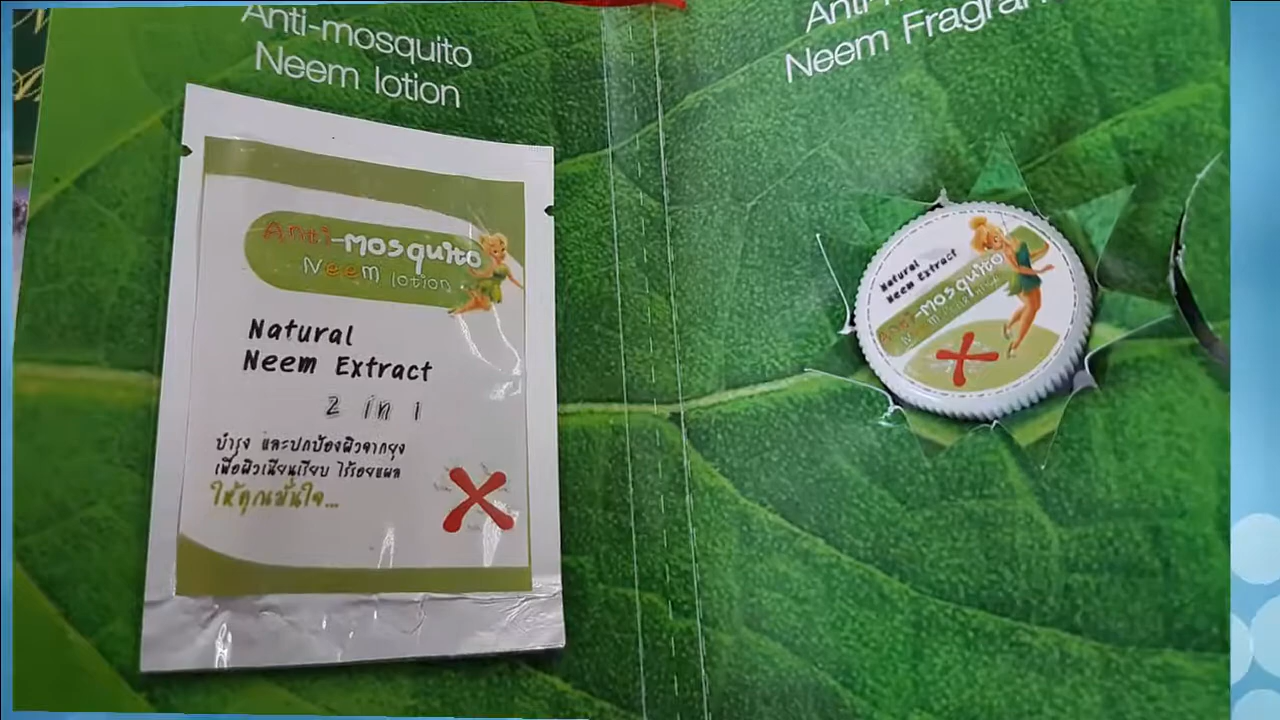 Anti-mosquito
Neem lotion
Neem
Anti-mosquito
Neem lotion
Natural
Neem Extract
2 in 1
บำรุง และปกป้องผิวจากยุง
เพื่อผิวเนียนเรียบ ไร้รอยแผล
ให้คุณมั่นใจ...
Natural
Neem Extract
Anti-mosquito